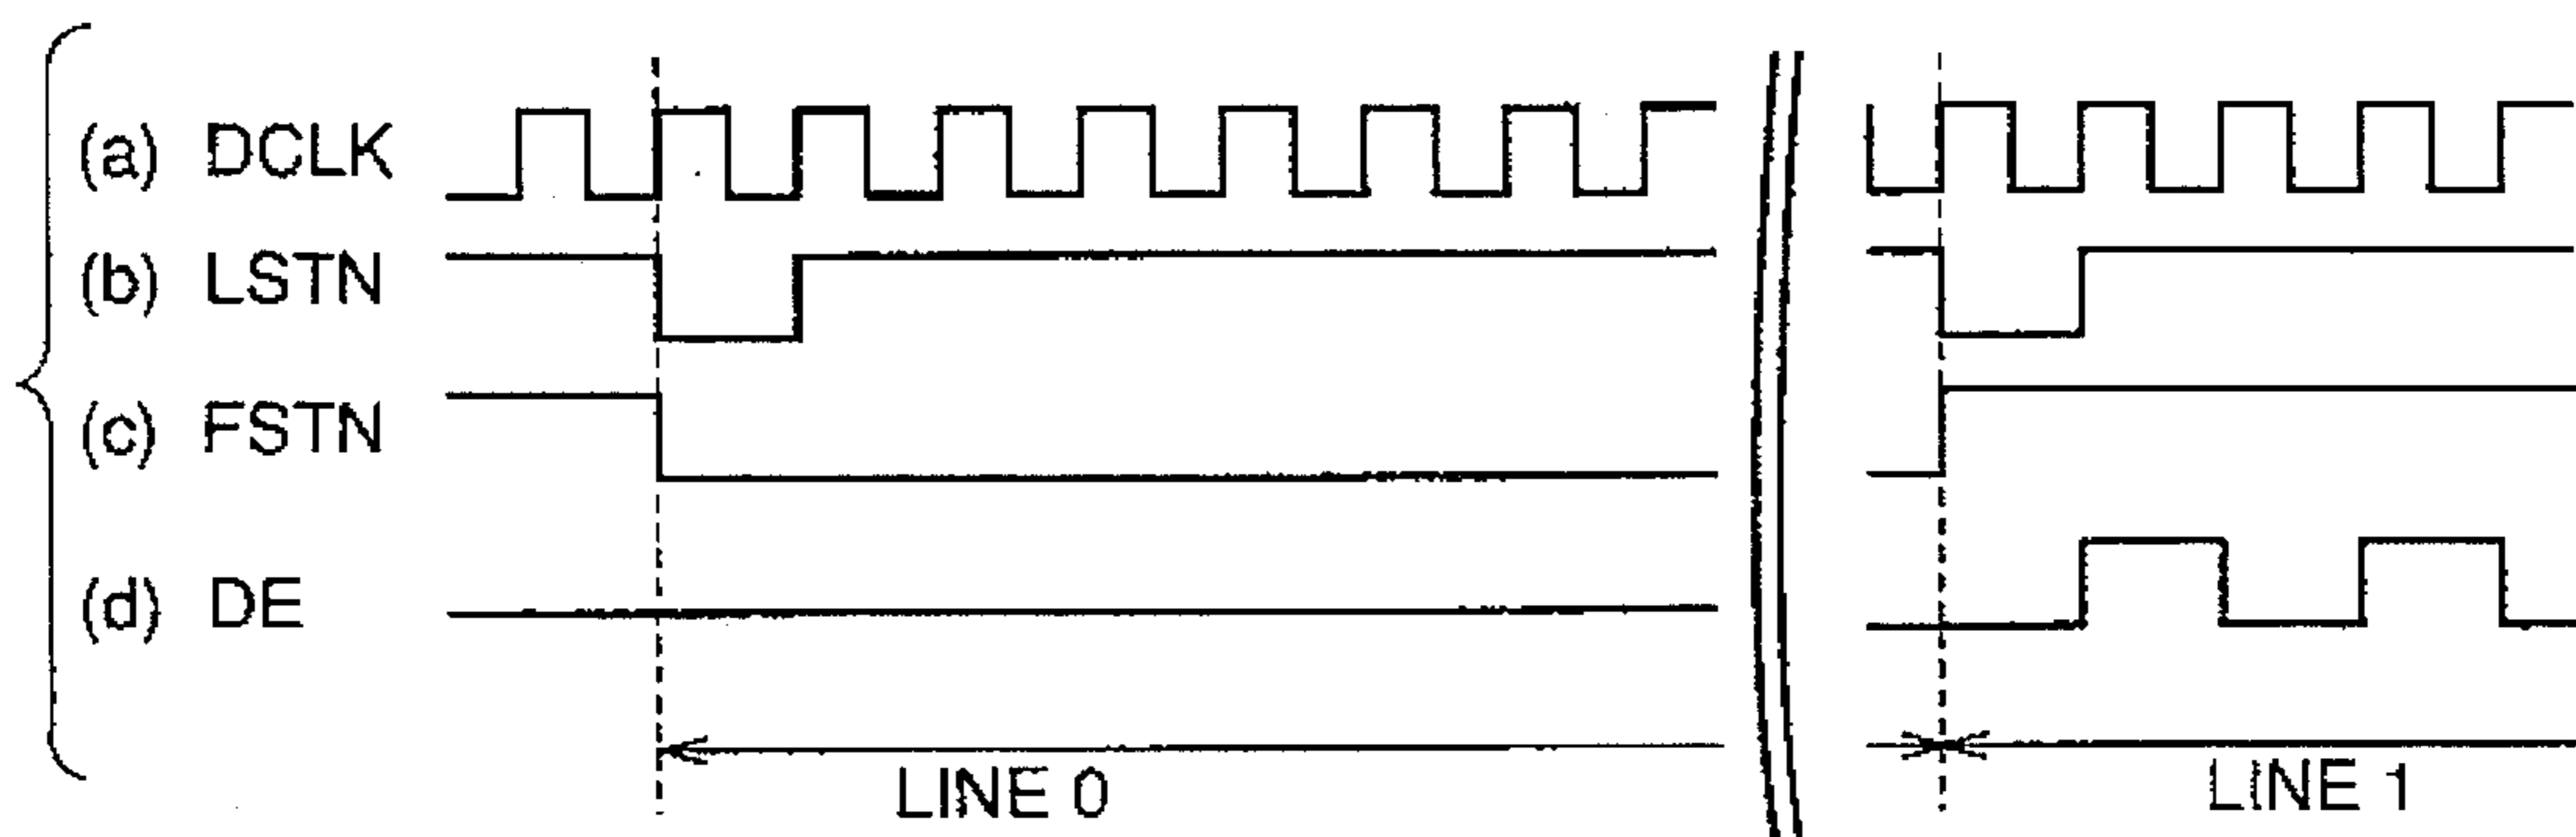 (a) DCLK
(b) LSTN
(c) FSTN
(d) DE
LINE 0
LINE 1